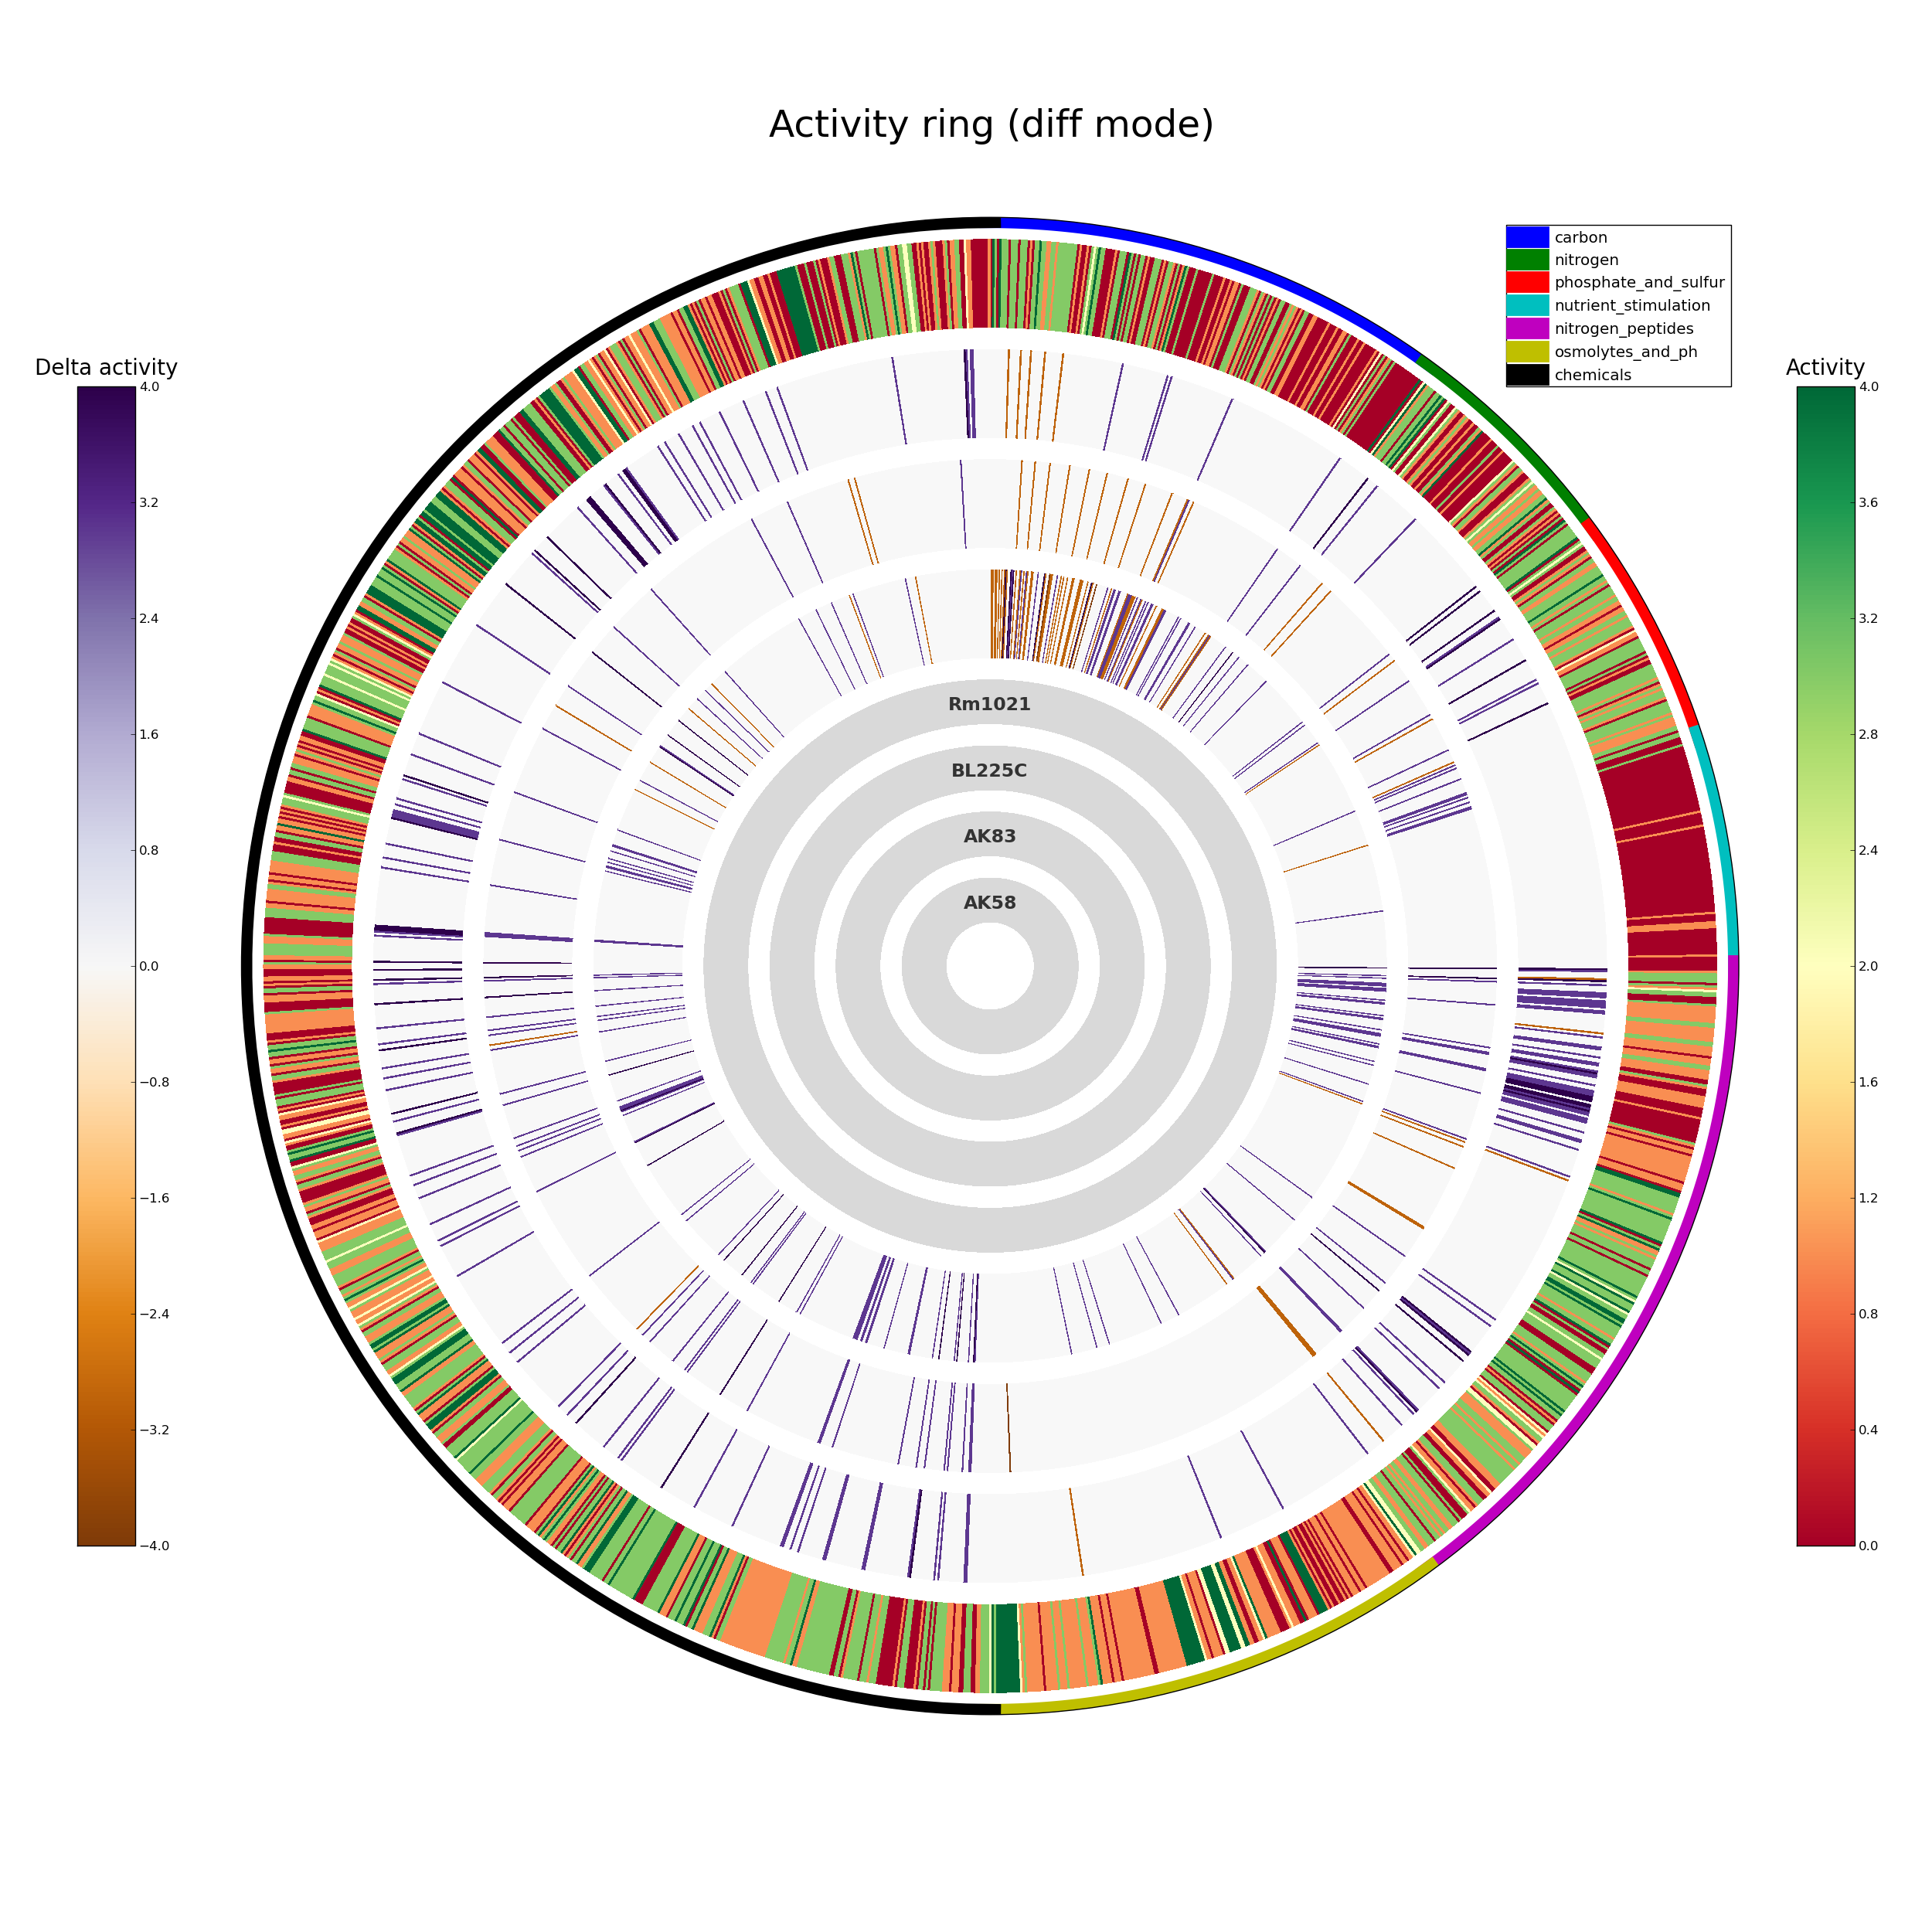 Activity ring (diff mode)
carbon
nitrogen
phosphate_and_sulfur
nutrient_stimulation
nitrogen_peptides
osmolytes_and_ph
chemicals
Delta activity
4.0
3.2
2.4
1.6
0.8
0.0
−0.8
−1.6
−2.4
−3.2
−4.0
Rm1021
BL225C
AK83
AK58
Activity
4.0
3.6
3.2
2.8
2.4
2.0
1.6
1.2
0.8
0.4
0.0